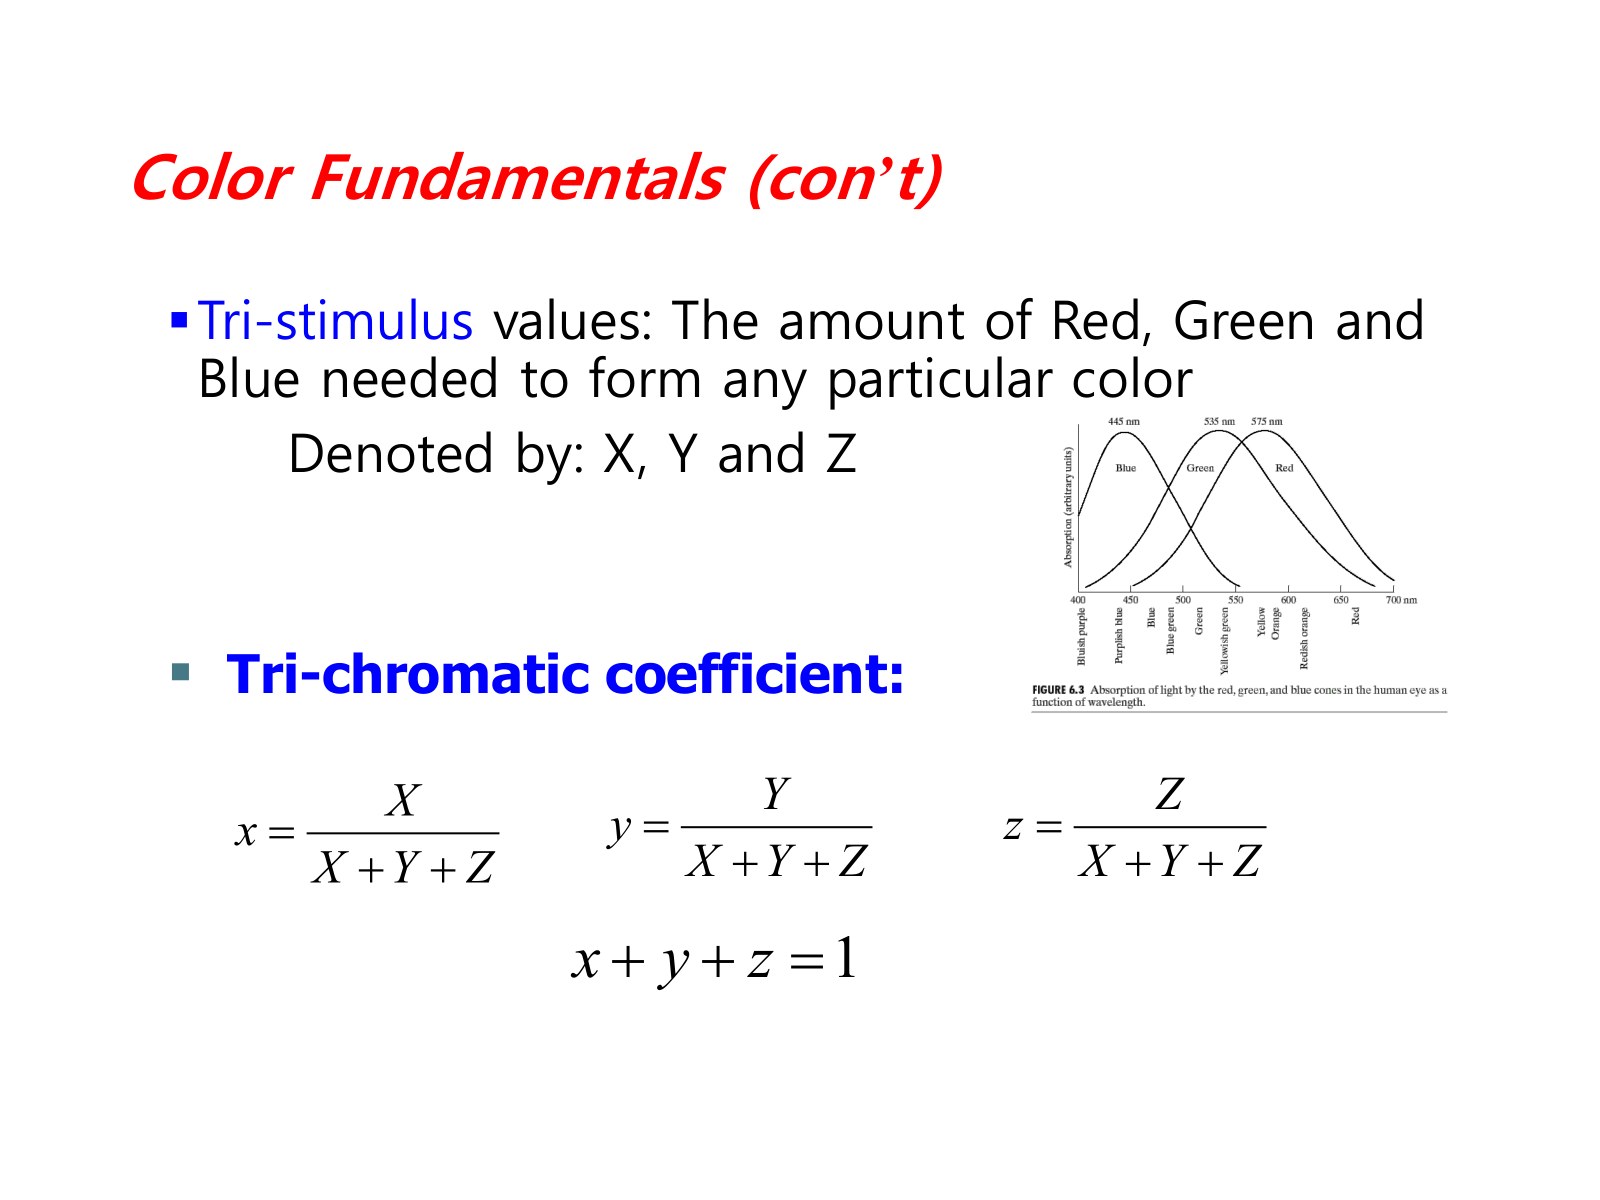 Color Fundamentals (con’t)
▪ Tri-stimulus values: The amount of Red, Green and
Blue needed to form any particular color
Denoted by: X, Y and Z
445 nm 535 nm 575 nm
Absorption (arbitrary units)
Blue Green Red
400 450 500 550 600 650 700 nm
Bluish purple
Purplish blue
Blue
Blue green
Green
Yellowish green
Yellow
Orange
Redish orange
Red
FIGURE 6.3 Absorption of light by the red, green, and blue cones in the human eye as a
function of wavelength.
▪ Tri-chromatic coefficient:
x = X / (X + Y + Z)
y = Y / (X + Y + Z)
z = Z / (X + Y + Z)
x + y + z = 1